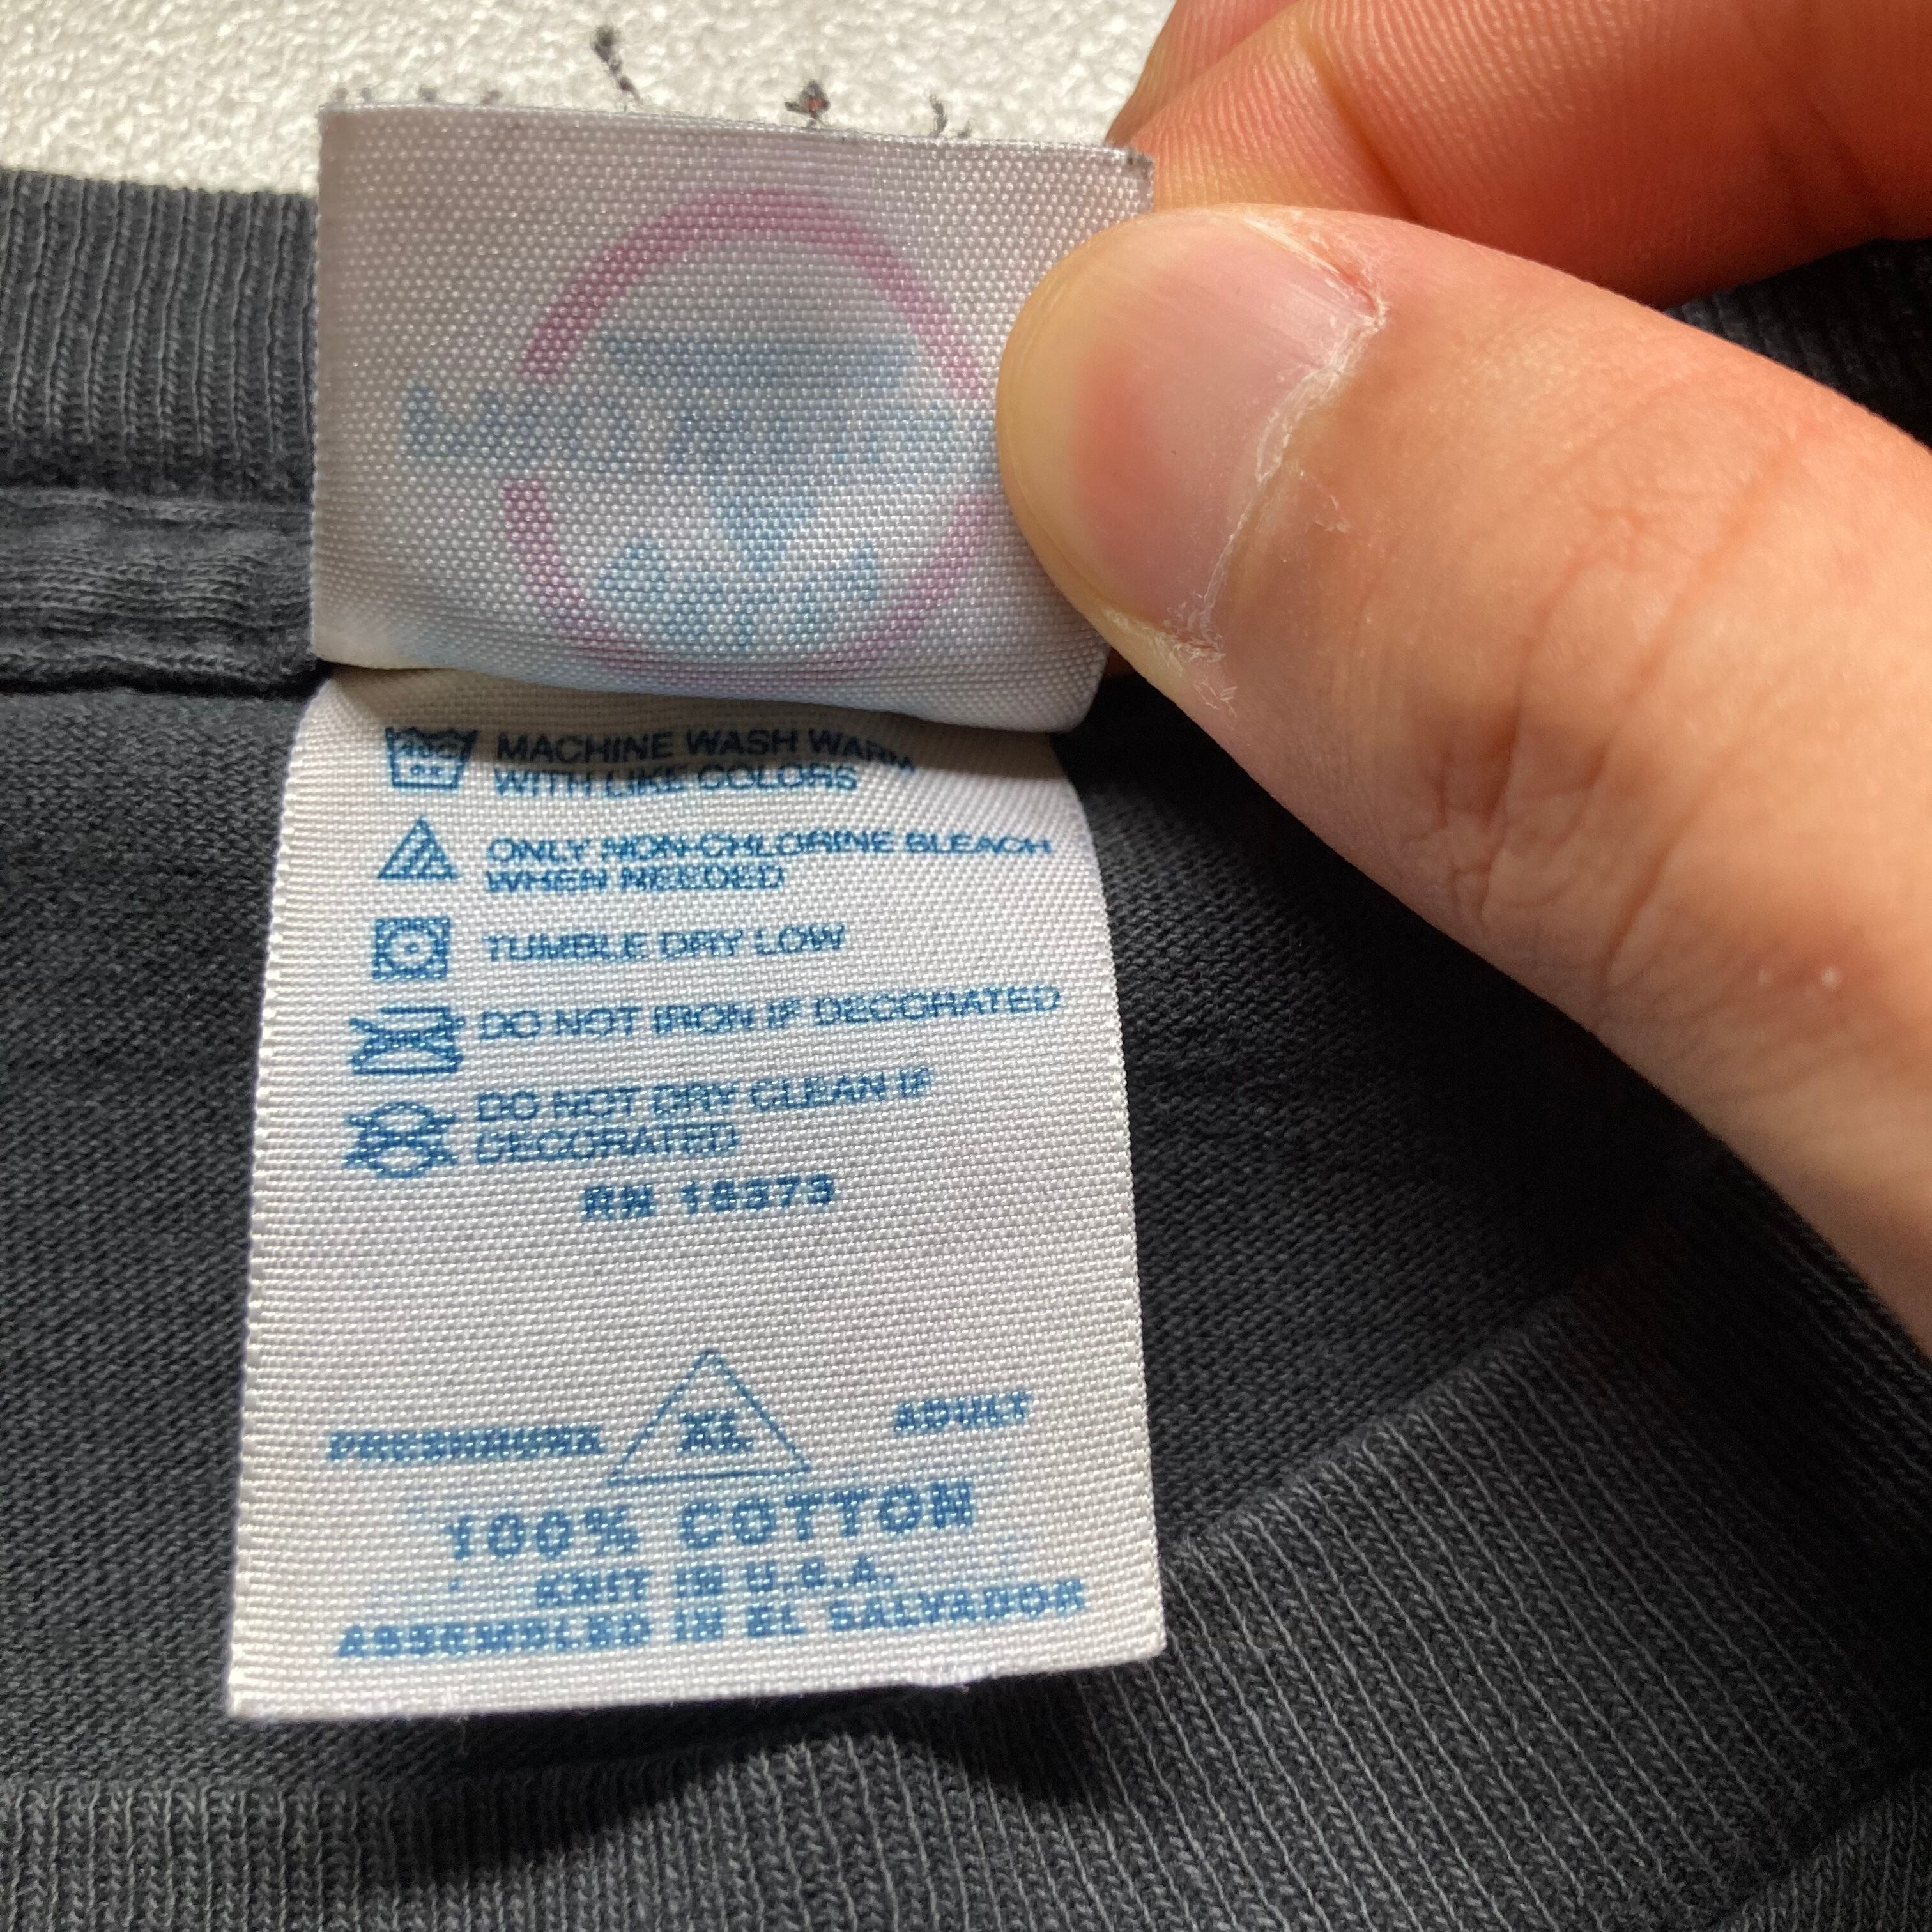 MACHINE WASH WARM
WITH LIKE COLORS
ONLY NON-CHLORINE BLEACH
WHEN NEEDED
TUMBLE DRY LOW
DO NOT IRON IF DECORATED
DO NOT DRY CLEAN IF
DECORATED
RN
PRESHRUNK XL ADULT
100% COTTON
KNIT IN U.S.A.
ASSEMBLED IN EL SALVADOR